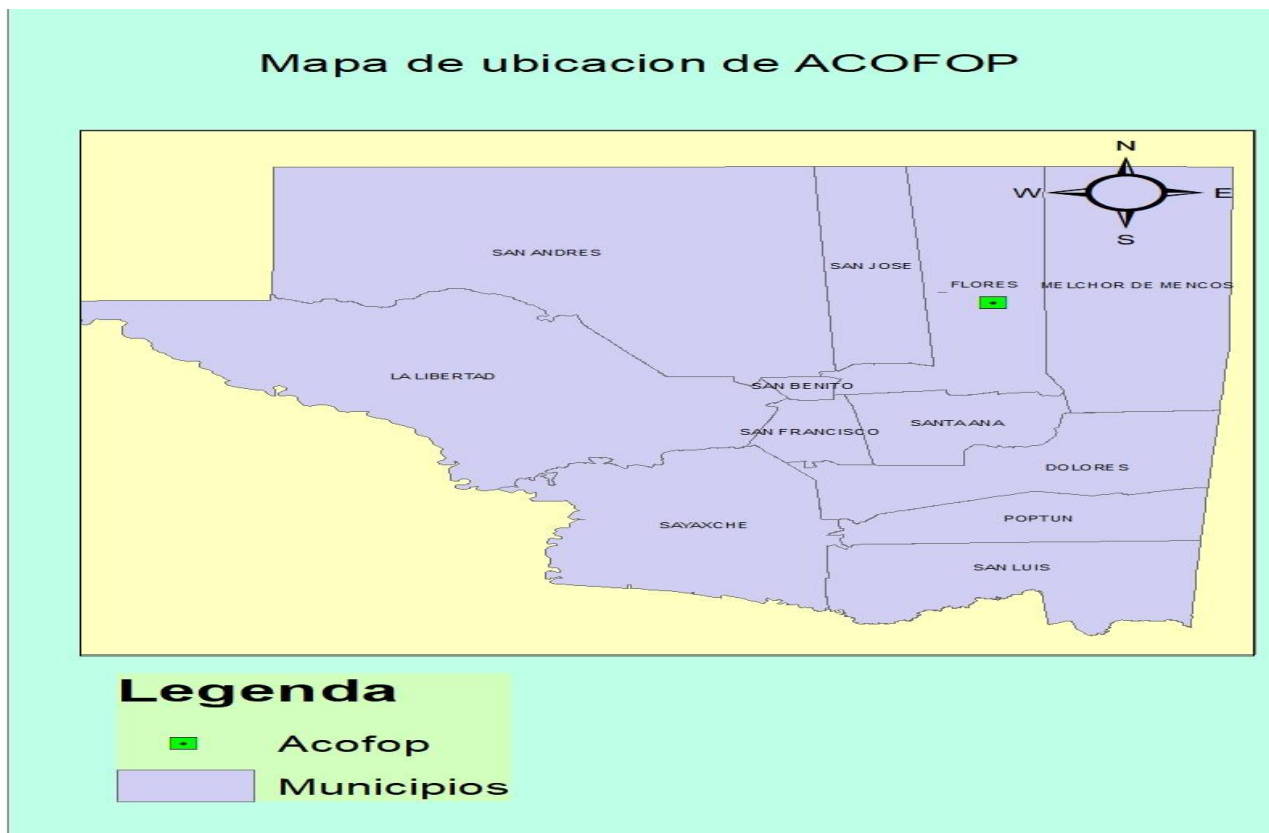 Mapa de ubicacion de ACOFOP
N
W
E
S
SAN ANDRES
SAN JOSE
FLORES
MELCHOR DE MENCOS
LA LIBERTAD
SAN BENITO
SAN FRANCISCO
SANTA ANA
DOLORES
SAYAXCHE
POPTUN
SAN LUIS
Legenda
Acofop
Municipios